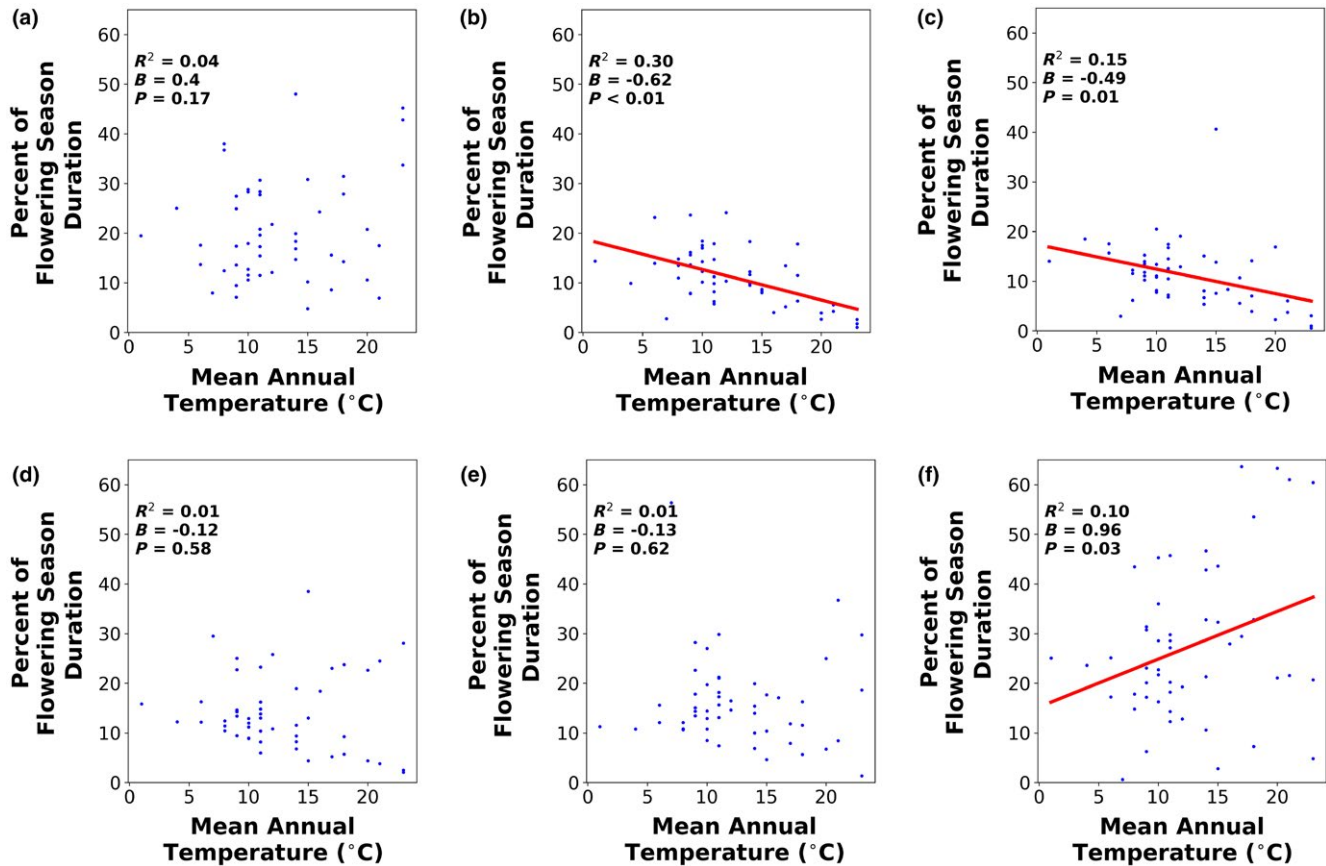 (a)
R² = 0.04
B = 0.4
P = 0.17
Percent of
Flowering Season
Duration
60
50
40
30
20
10
0
0 5 10 15 20
Mean Annual
Temperature (°C)
(b)
R² = 0.30
B = -0.62
P < 0.01
Percent of
Flowering Season
Duration
60
50
40
30
20
10
0
0 5 10 15 20
Mean Annual
Temperature (°C)
(c)
R² = 0.15
B = -0.49
P = 0.01
Percent of
Flowering Season
Duration
60
50
40
30
20
10
0
0 5 10 15 20
Mean Annual
Temperature (°C)
(d)
R² = 0.01
B = -0.12
P = 0.58
Percent of
Flowering Season
Duration
60
50
40
30
20
10
0
0 5 10 15 20
Mean Annual
Temperature (°C)
(e)
R² = 0.01
B = -0.13
P = 0.62
Percent of
Flowering Season
Duration
60
50
40
30
20
10
0
0 5 10 15 20
Mean Annual
Temperature (°C)
(f)
R² = 0.10
B = 0.96
P = 0.03
Percent of
Flowering Season
Duration
60
50
40
30
20
10
0
0 5 10 15 20
Mean Annual
Temperature (°C)